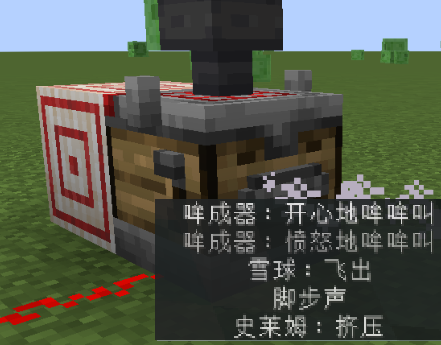 哞成器：开心地哞哞叫
哞成器：愤怒地哞哞叫
雪球：飞出
脚步声
史莱姆：挤压